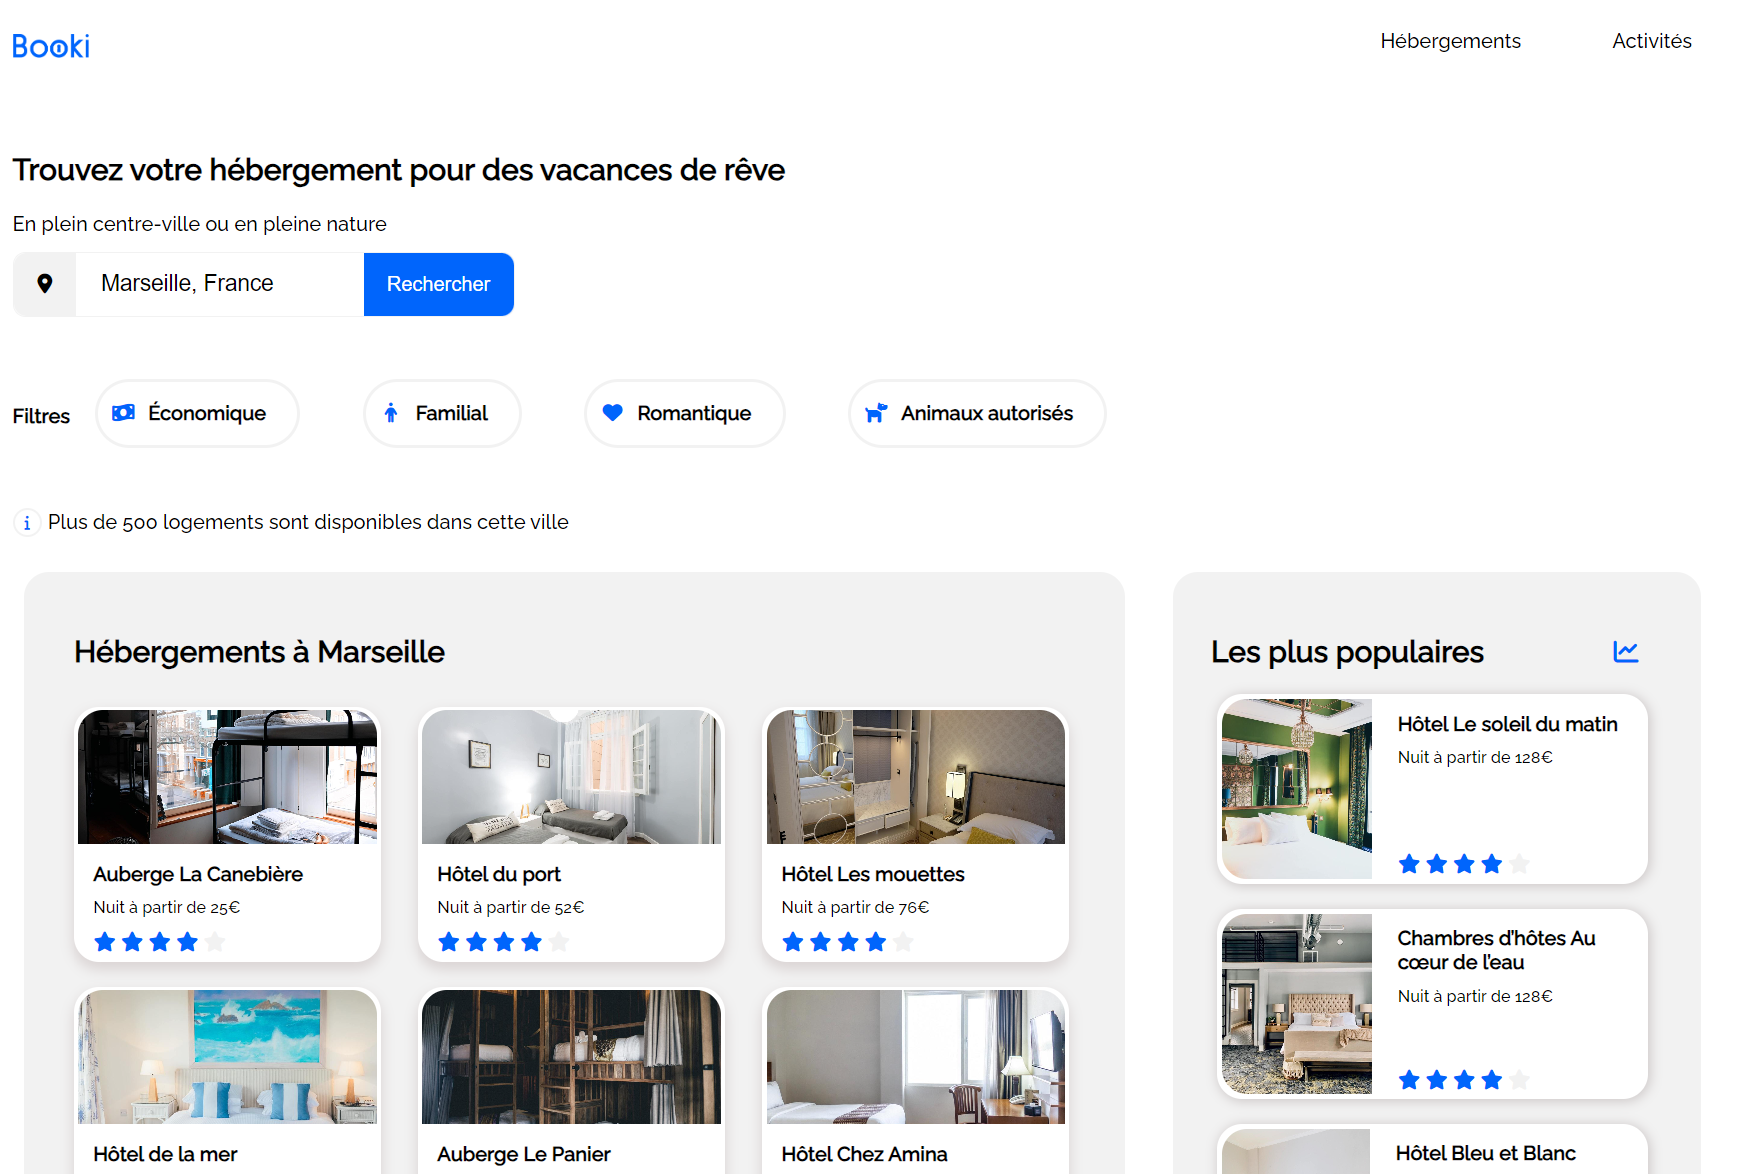 Booki
Hébergements
Activités
Trouvez votre hébergement pour des vacances de rêve
En plein centre-ville ou en pleine nature
Marseille, France
Rechercher
Filtres
Économique
Familial
Romantique
Animaux autorisés
Plus de 500 logements sont disponibles dans cette ville
Hébergements à Marseille
Auberge La Canebière
Nuit à partir de 25€
Hôtel du port
Nuit à partir de 52€
Hôtel Les mouettes
Nuit à partir de 76€
Hôtel de la mer
Auberge Le Panier
Hôtel Chez Amina
Les plus populaires
Hôtel Le soleil du matin
Nuit à partir de 128€
Chambres d’hôtes Au
cœur de l’eau
Nuit à partir de 128€
Hôtel Bleu et Blanc